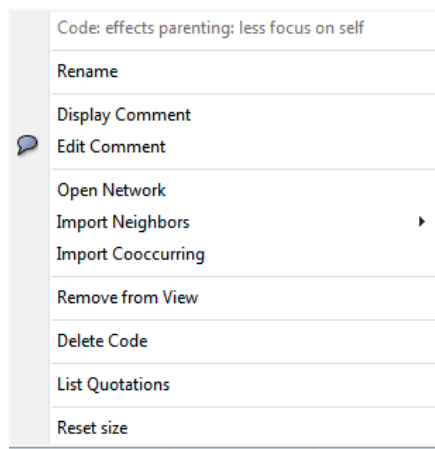 Code: effects parenting: less focus on self
Rename
Display Comment
Edit Comment
Open Network
Import Neighbors
Import Cooccurring
Remove from View
Delete Code
List Quotations
Reset size